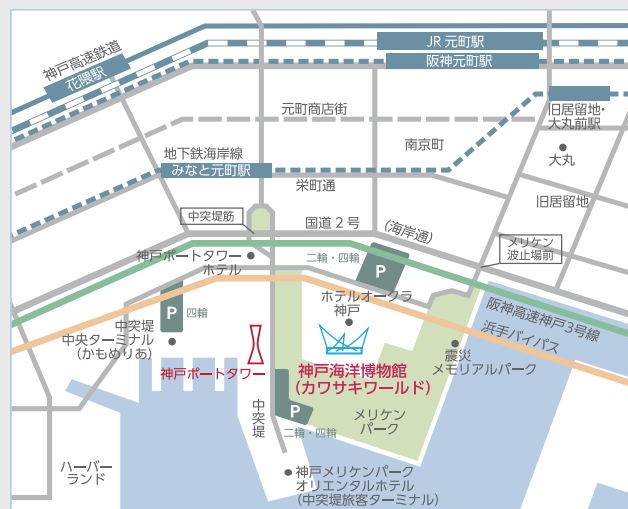 JR 元町駅
神戸高速鉄道
花隈駅
阪神元町駅
元町商店街
旧居留地・
大丸前駅
南京町
大丸
地下鉄海岸線
みなと元町駅
栄町通
旧居留地
中突堤筋
国道２号
(海岸通)
メリケン
波止場前
神戸ポートタワー
ホテル
二輪・四輪
P
ホテルオークラ
神戸
P
四輪
阪神高速神戸3号線
浜手バイパス
中突堤
中央ターミナル
(かもめりあ)
震災
メモリアルパーク
神戸ポートタワー
神戸海洋博物館
(カワサキワールド)
中突堤
P
二輪・四輪
メリケン
パーク
ハーバー
ランド
神戸メリケンパーク
オリエンタルホテル
(中突堤旅客ターミナル)